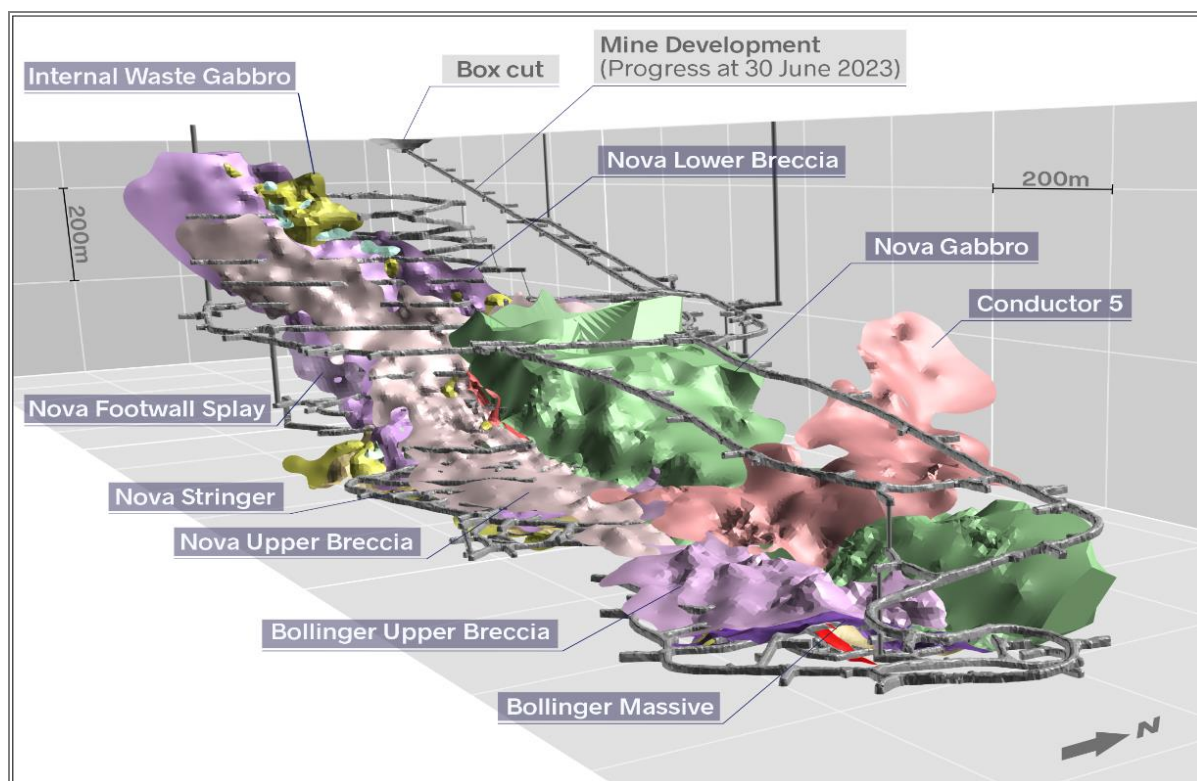 Mine Development
(Progress at 30 June 2023)
Box cut
Internal Waste Gabbro
Nova Lower Breccia
200m
200m
Nova Gabbro
Conductor 5
Nova Footwall Splay
Nova Stringer
Nova Upper Breccia
Bollinger Upper Breccia
Bollinger Massive
N